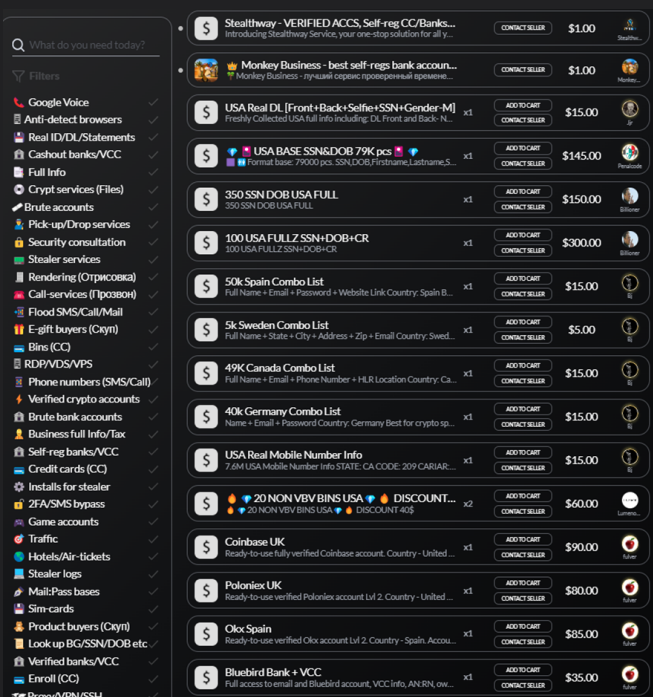 What do you need today?
Filters
Google Voice
Anti-detect browsers
Real ID/DL/Statements
Cashout banks/VCC
Full Info
Crypt services (Files)
Brute accounts
Pick-up/Drop services
Security consultation
Stealer services
Rendering (Отрисовка)
Call-services (Прозвон)
Flood SMS/Call/Mail
E-gift buyers (Скуп)
Bins (CC)
RDP/VDS/VPS
Phone numbers (SMS/Call)
Verified crypto accounts
Brute bank accounts
Business full Info/Tax
Self-reg banks/VCC
Credit cards (CC)
Installs for stealer
2FA/SMS bypass
Game accounts
Traffic
Hotels/Air-tickets
Stealer logs
Mail:Pass bases
Sim-cards
Product buyers (Скуп)
Look up BG/SSN/DOB etc
Verified banks/VCC
Enroll (CC)
Proxy/VPN/SSH
Stealthway - VERIFIED ACCS, Self-reg CC/Banks...
Introducing Stealthway Service, your one-stop solution for all y...
CONTACT SELLER
$1.00
Stealthw...
Monkey Business - best self-regs bank accoun...
Monkey Business - лучший сервис проверенный временe...
CONTACT SELLER
$1.00
Monkey...
USA Real DL [Front+Back+Selfie+SSN+Gender-M]
Freshly Collected USA full info including: DL Front and Back- N...
x1
ADD TO CART
CONTACT SELLER
$15.00
USA BASE SSN&DOB 79K pcs
Format base: 79000 pcs. SSN,DOB,Firstname,Lastname,S...
x1
ADD TO CART
CONTACT SELLER
$145.00
Penalcode
350 SSN DOB USA FULL
350 SSN DOB USA FULL
x1
ADD TO CART
CONTACT SELLER
$150.00
Billioner
100 USA FULLZ SSN+DOB+CR
100 USA FULLZ SSN+DOB+CR
x1
ADD TO CART
CONTACT SELLER
$300.00
Billioner
50k Spain Combo List
Full Name + Email + Password + Website Link Country: Spain B...
x1
ADD TO CART
CONTACT SELLER
$15.00
5k Sweden Combo List
Full Name + State + City + Address + Zip + Email Country: Swed...
x1
ADD TO CART
CONTACT SELLER
$5.00
49K Canada Combo List
Full Name + Email + Phone Number + HLR Location Country: Ca...
x1
ADD TO CART
CONTACT SELLER
$15.00
40k Germany Combo List
Name + Email + Password Country: Germany Best for crypto sp...
x1
ADD TO CART
CONTACT SELLER
$15.00
USA Real Mobile Number Info
7.6M USA Mobile Number Info STATE: CA CODE: 209 CARIAR:...
x1
ADD TO CART
CONTACT SELLER
$15.00
20 NON VBV BINS USA DISCOUNT...
20 NON VBV BINS USA DISCOUNT 40$
x2
ADD TO CART
CONTACT SELLER
$60.00
Lumens...
Coinbase UK
Ready-to-use fully verified Coinbase account. Country - United ...
x1
ADD TO CART
CONTACT SELLER
$90.00
fulver
Poloniex UK
Ready-to-use verified Poloniex account Lvl 2. Country - United ...
x1
ADD TO CART
CONTACT SELLER
$80.00
fulver
Okx Spain
Ready-to-use verified Okx account Lvl 2. Country - Spain. Accou...
x1
ADD TO CART
CONTACT SELLER
$85.00
fulver
Bluebird Bank + VCC
Full access to email and Bluebird account, VCC info, AN:RN, ow...
x1
ADD TO CART
CONTACT SELLER
$35.00
fulver